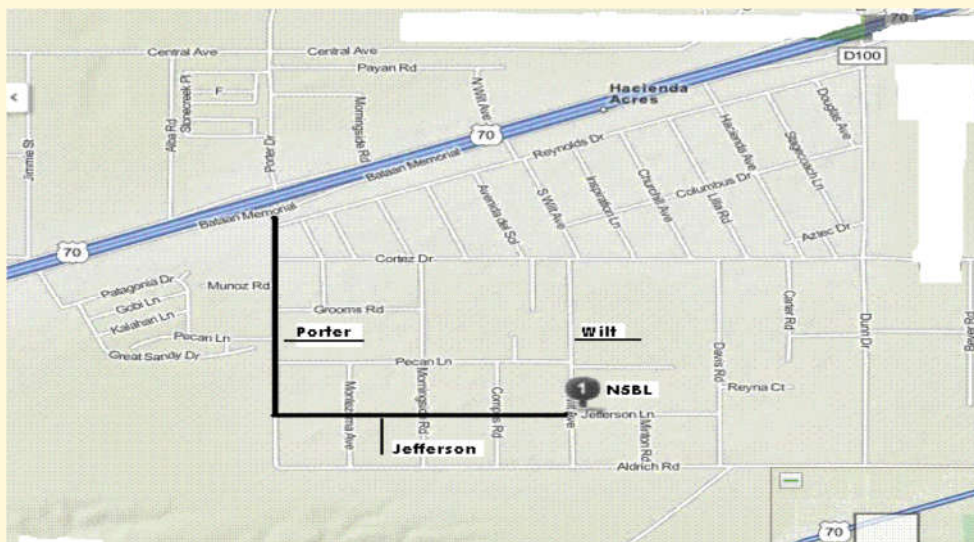 70
Central Ave
Central Ave
D100
Payan Rd
Hacienda
Acres
<
F
Stonecreek Pl
N Wilt Ave
Jimmie St
Alba Rd
Porter Dr
Morningside Rd
70
Douglas Ave
Reynolds Dr
Hacienda Ave
Stagecoach Ln
Bataan Memorial
Columbus Dr
Avenida del Sol
S Wilt Ave
Inspiration Ln
Churchill Ave
Lilla Rd
Bataan Memorial
Aztec Dr
70
Cortez Dr
Patagonia Dr
Munoz Rd
Gobi Ln
Grooms Rd
Carter Rd
Dunn Dr
Kalahari Ln
Porter
Wilt
Pecan Ln
Great Sandy Dr
Pecan Ln
Davis Rd
1
N5BL
Reyna Ct
Montezuma Ave
Morningside Rd
Compas Rd
Jefferson Ln
Minton Rd
Jefferson
Aldrich Rd
70